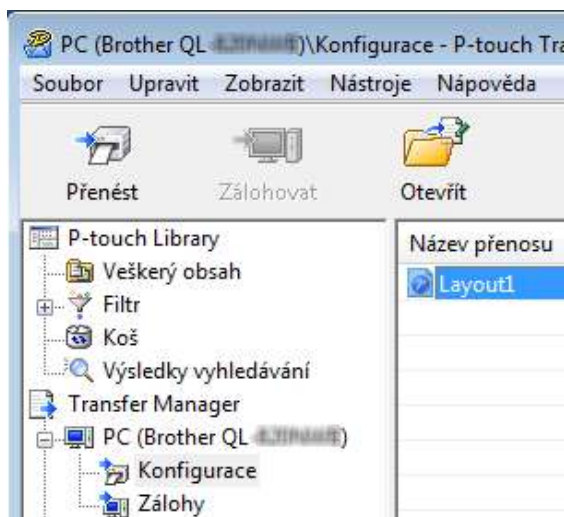 PC (Brother QL )\Konfigurace - P-touch Tra
Soubor Upravit Zobrazit Nástroje Nápověda
Přenést Zálohovat Otevřít
P-touch Library
Veškerý obsah
Filtr
Koš
Výsledky vyhledávání
Transfer Manager
PC (Brother QL )
Konfigurace
Zálohy
Název přenosu
Layout1